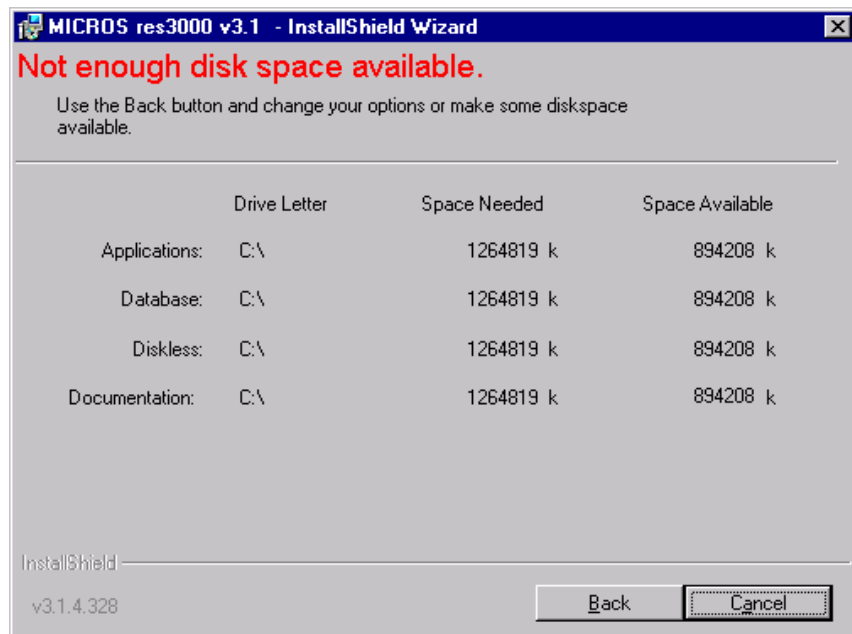 MICROS res3000 v3.1 - InstallShield Wizard
Not enough disk space available.
Use the Back button and change your options or make some diskspace
available.
Drive Letter Space Needed Space Available
Applications: C:\ 1264819 k 894208 k
Database: C:\ 1264819 k 894208 k
Diskless: C:\ 1264819 k 894208 k
Documentation: C:\ 1264819 k 894208 k
InstallShield
v3.1.4.328
Back Cancel